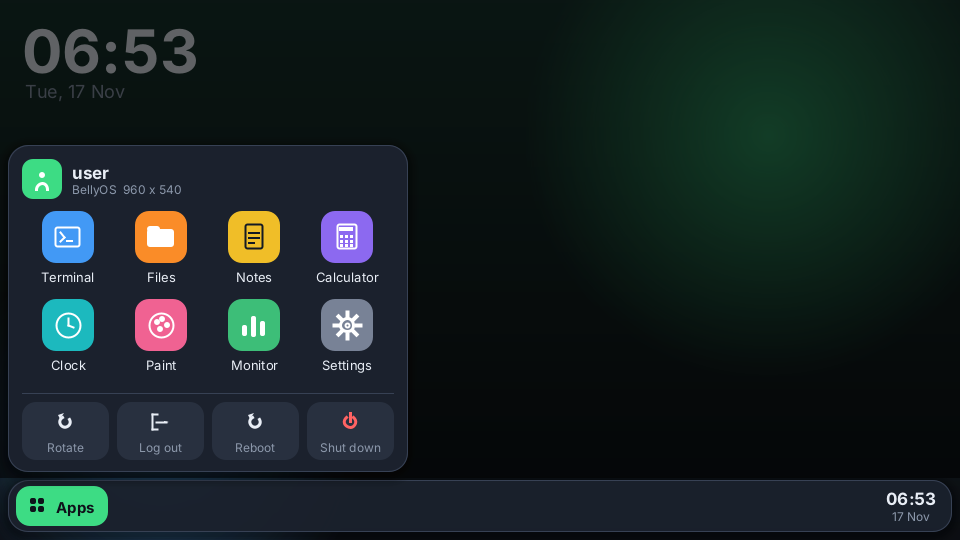 06:53
Tue, 17 Nov
user
BellyOS 960 x 540
Terminal Files Notes Calculator
Clock Paint Monitor Settings
Rotate Log out Reboot Shut down
Apps
06:53
17 Nov